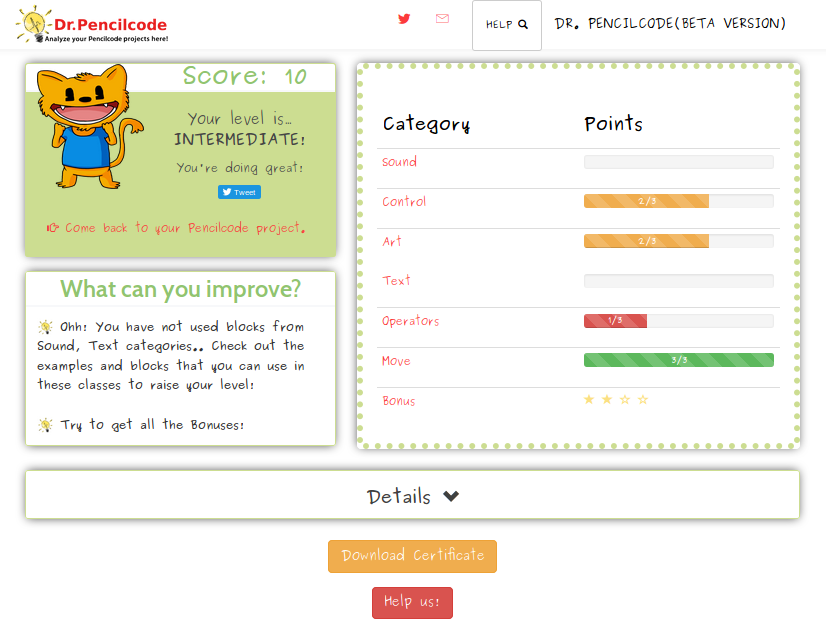 Dr.Pencilcode
Analyze your Pencilcode projects here!
HELP
DR. PENCILCODE(BETA VERSION)
Score: 10
Your level is...
INTERMEDIATE!
You're doing great!
Tweet
Come back to your Pencilcode project.
What can you improve?
Ohh! You have not used blocks from
Sound, Text categories.. Check out the
examples and blocks that you can use in
these classes to raise your level!
Try to get all the Bonuses!
Category Points
Sound
Control 2/3
Art 2/3
Text
Operators 1/3
Move 3/3
Bonus
Details
Download Certificate
Help us!